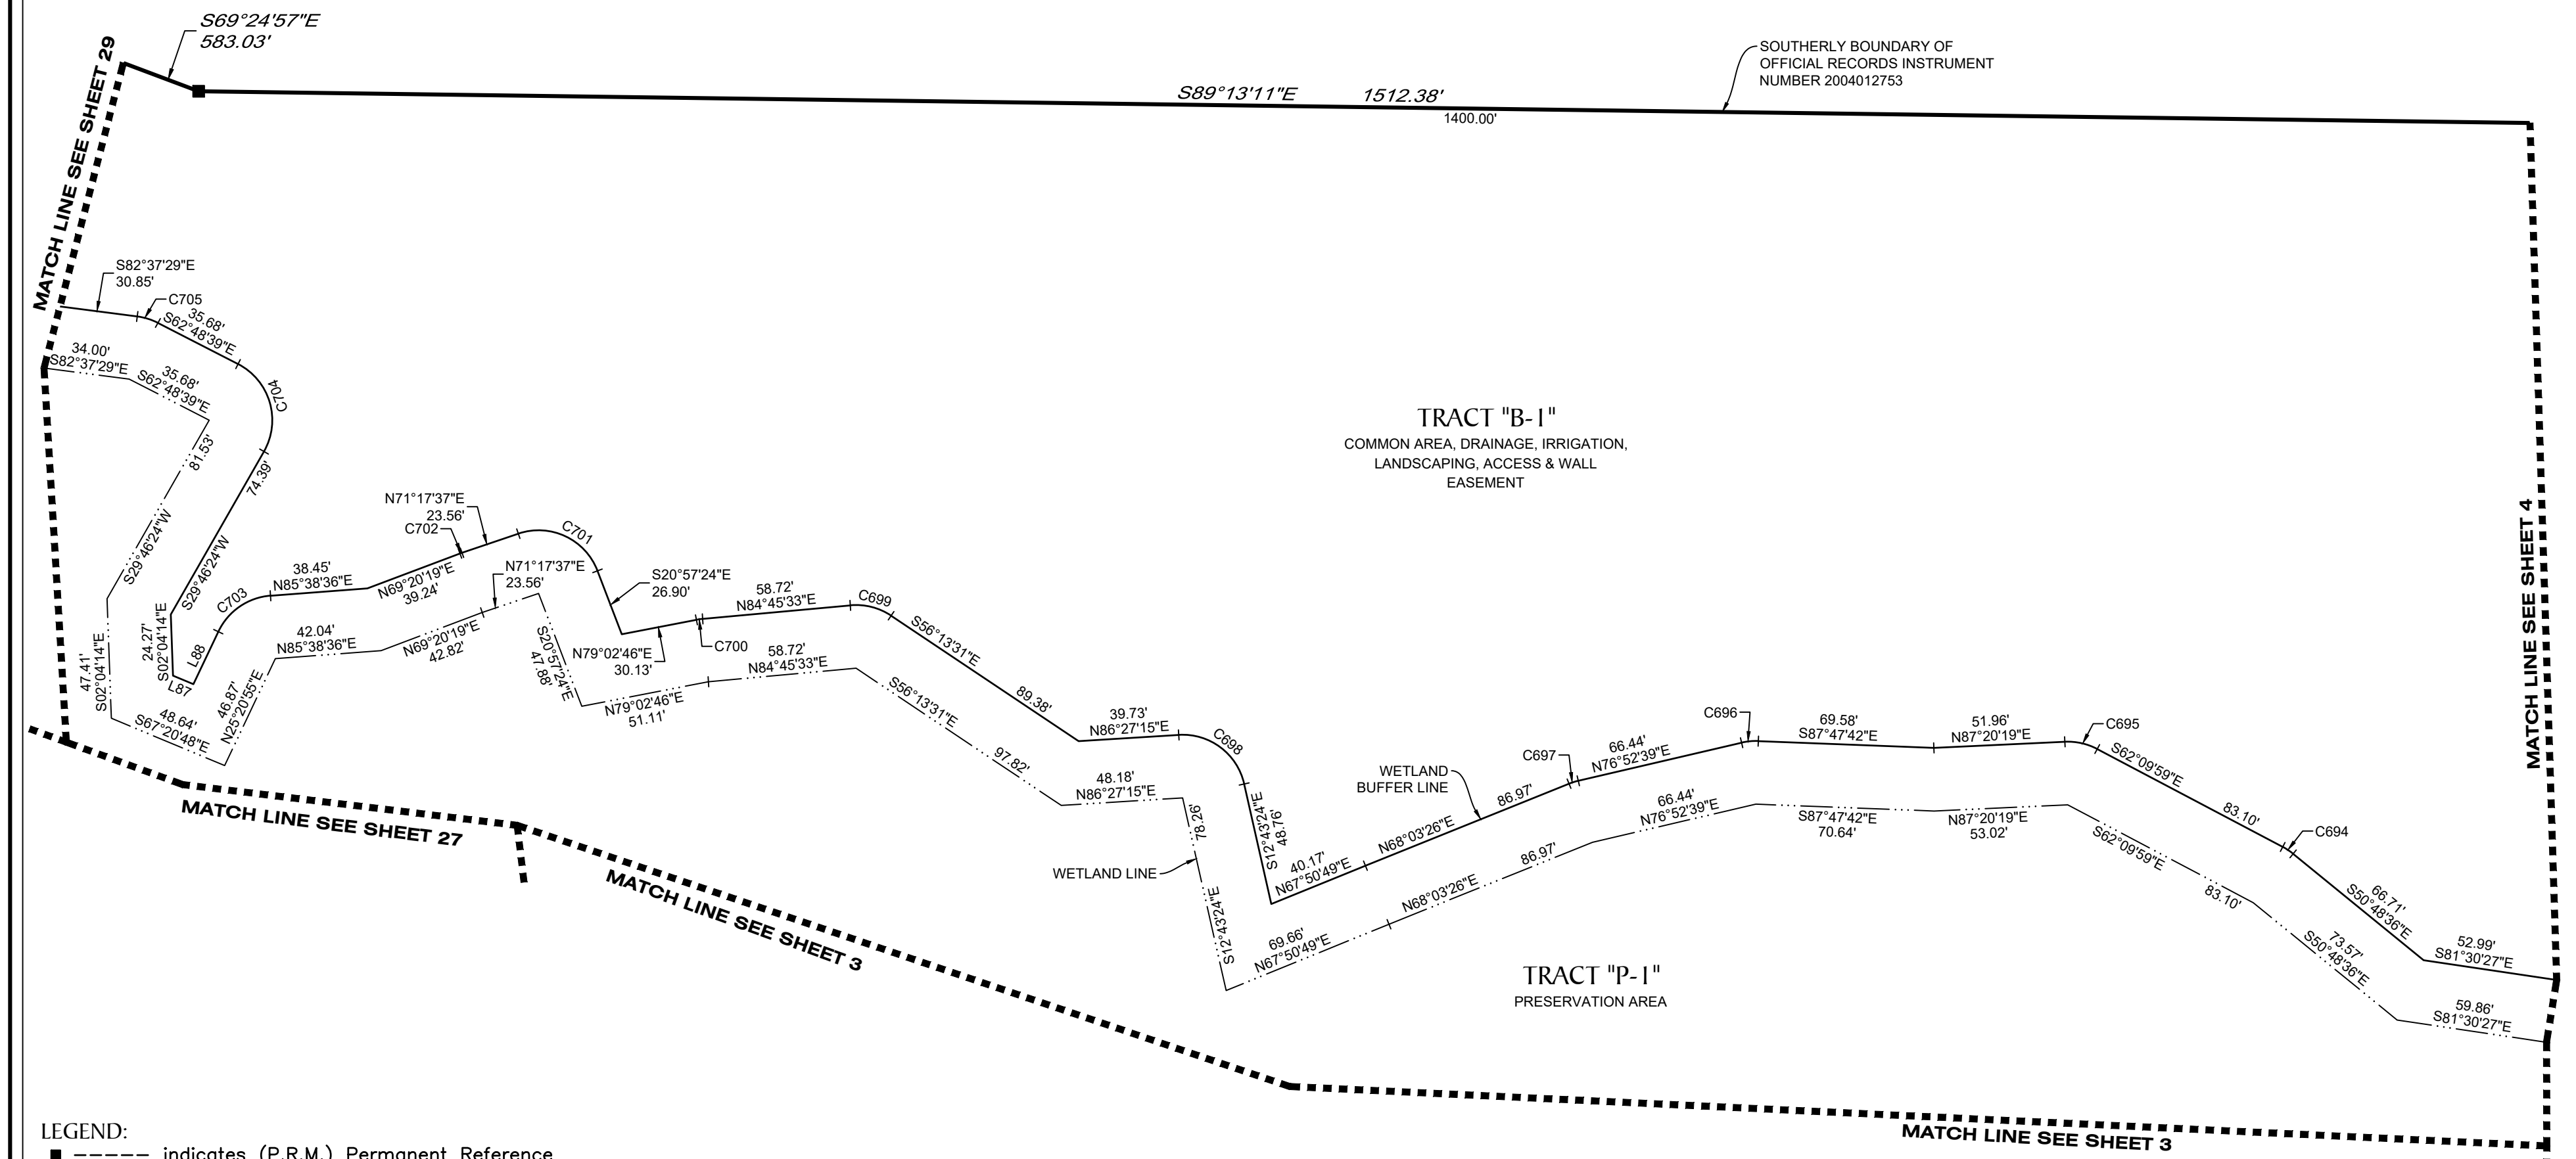 S69°24'57"E
583.03'
MATCH LINE SEE SHEET 29
S89°13'11"E 1512.38'
1400.00'
SOUTHERLY BOUNDARY OF
OFFICIAL RECORDS INSTRUMENT
NUMBER 2004012753
S82°37'29"E
30.85'
C705
35.68'
S62°48'39"E
34.00'
S82°37'29"E
35.68'
S62°48'39"E
C704
81.53'
S29°46'24"W
74.39'
S29°46'24"W
TRACT "B-1"
COMMON AREA, DRAINAGE, IRRIGATION,
LANDSCAPING, ACCESS & WALL
EASEMENT
MATCH LINE SEE SHEET 4
N71°17'37"E
23.56'
C702
C701
38.45'
N85°38'36"E
N69°20'19"E
39.24'
N71°17'37"E
23.56'
S20°57'24"E
26.90'
58.72'
N84°45'33"E
C699
C703
24.27'
S02°04'14"E
L88
L87
47.41'
S02°04'14"E
42.04'
N85°38'36"E
N69°20'19"E
42.82'
S20°57'24"E
47.88'
N79°02'46"E
30.13'
C700
58.72'
N84°45'33"E
N79°02'46"E
51.11'
46.87'
N25°20'55"E
48.64'
S67°20'48"E
S56°13'31"E
89.38'
S56°13'31"E
97.82'
39.73'
N86°27'15"E
C698
48.18'
N86°27'15"E
78.26'
S12°43'24"E
S12°43'24"E
48.76'
WETLAND LINE
WETLAND
BUFFER LINE
40.17'
N67°50'49"E
N68°03'26"E
86.97'
69.66'
N67°50'49"E
N68°03'26"E
86.97'
C697
66.44'
N76°52'39"E
C696
66.44'
N76°52'39"E
69.58'
S87°47'42"E
51.96'
N87°20'19"E
C695
S87°47'42"E
70.64'
N87°20'19"E
53.02'
S62°09'59"E
83.10'
S62°09'59"E
83.10'
C694
66.71'
S50°48'36"E
73.57'
S50°48'36"E
52.99'
S81°30'27"E
59.86'
S81°30'27"E
MATCH LINE SEE SHEET 27
MATCH LINE SEE SHEET 3
TRACT "P-1"
PRESERVATION AREA
MATCH LINE SEE SHEET 3
LEGEND:
indicates (P.R.M.) Permanent Reference